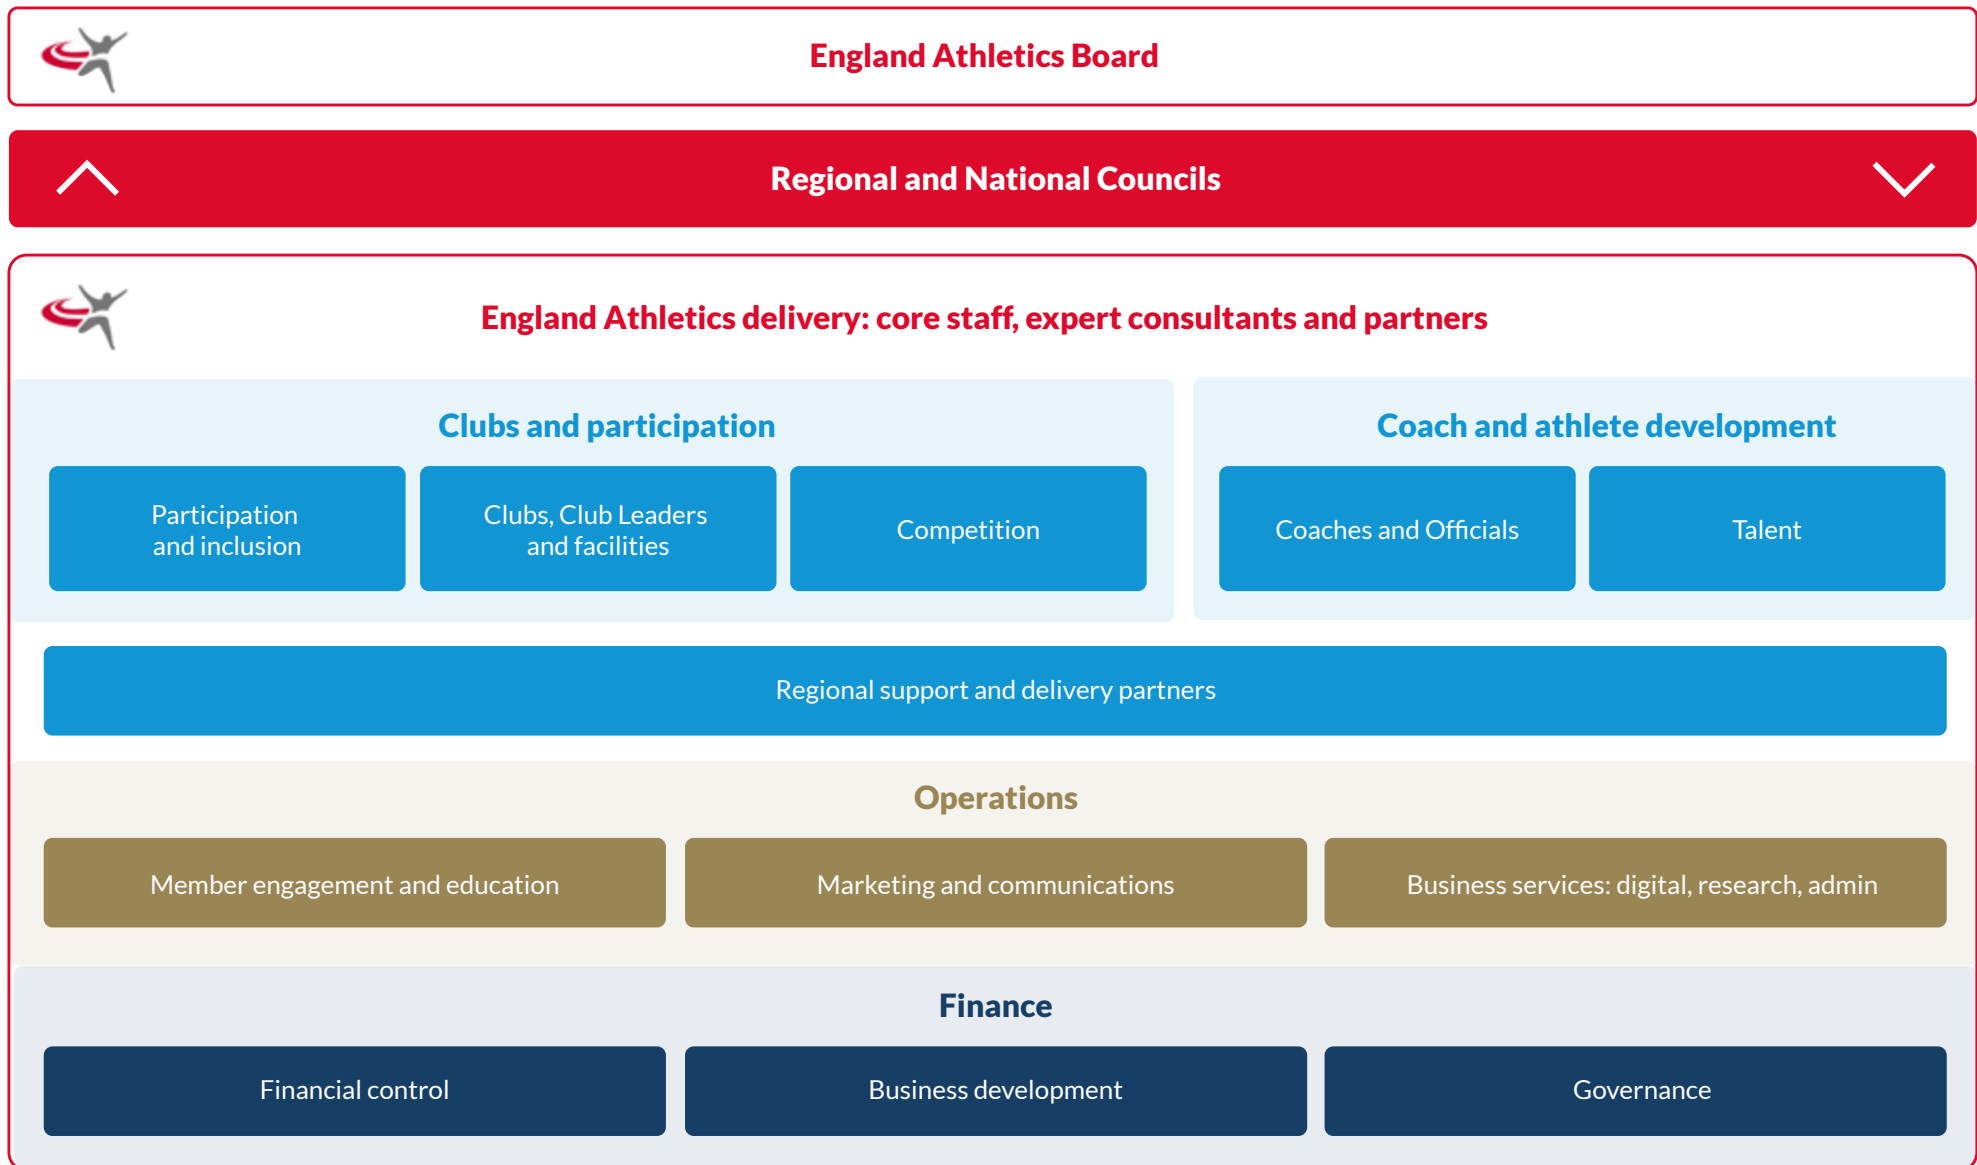 England Athletics Board
Regional and National Councils
England Athletics delivery: core staff, expert consultants and partners
Clubs and participation
Participation
and inclusion
Clubs, Club Leaders
and facilities
Competition
Coach and athlete development
Coaches and Officials
Talent
Regional support and delivery partners
Operations
Member engagement and education
Marketing and communications
Business services: digital, research, admin
Finance
Financial control
Business development
Governance